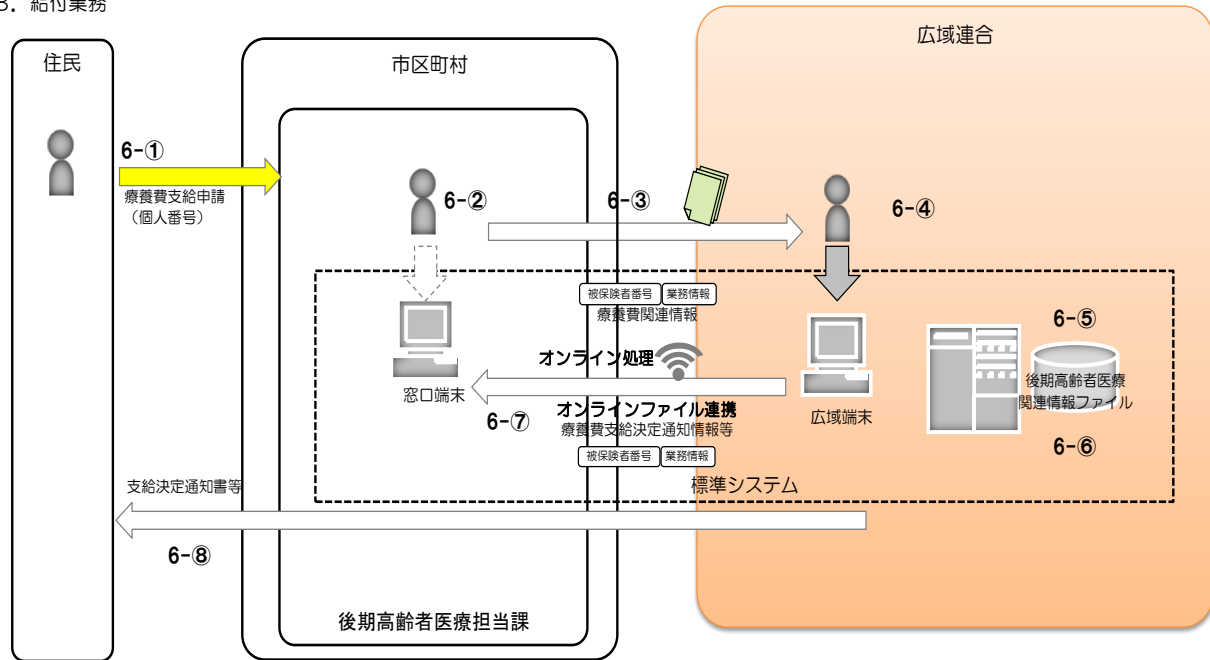 3．給付業務
住民
市区町村
広域連合
6-①
療養費支給申請
（個人番号）
6-②
6-③
6-④
被保険者番号
業務情報
療養費関連情報
6-⑤
オンライン処理
後期高齢者医療
関連情報ファイル
窓口端末
オンラインファイル連携
広域端末
6-⑦
療養費支給決定通知情報等
6-⑥
被保険者番号
業務情報
支給決定通知書等
標準システム
6-⑧
後期高齢者医療担当課